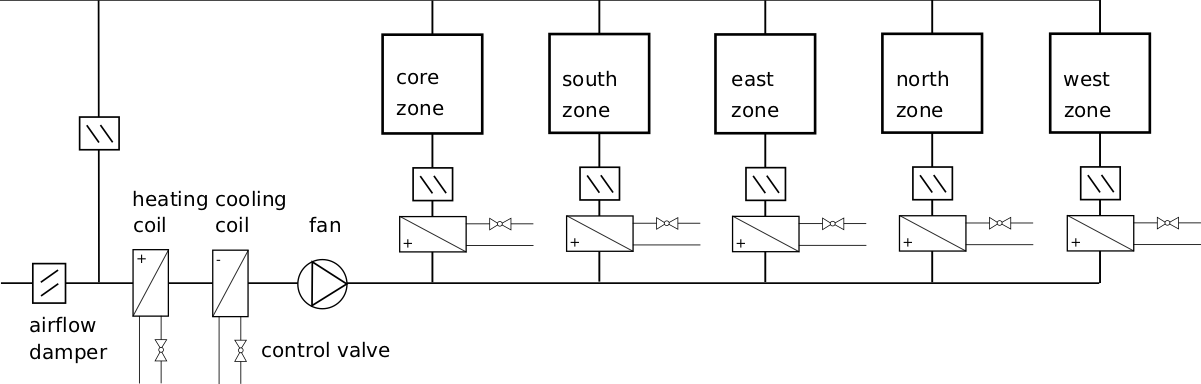 core
zone
south
zone
east
zone
north
zone
west
zone
heating cooling
coil coil
fan
+
-
+
+
+
+
+
airflow
damper
control valve